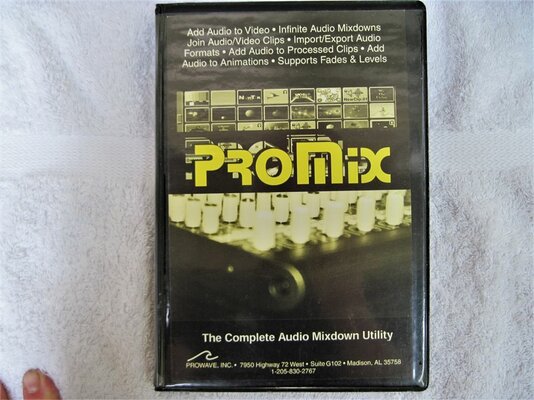 Add Audio to Video • Infinite Audio Mixdowns
Join Audio/Video Clips • Import/Export Audio
Formats • Add Audio to Processed Clips • Add
Audio to Animations • Supports Fades & Levels
PROMIX
The Complete Audio Mixdown Utility
PROWAVE, INC. • 7950 Highway 72 West • Suite G102 • Madison, AL 35758
1-205-830-2767